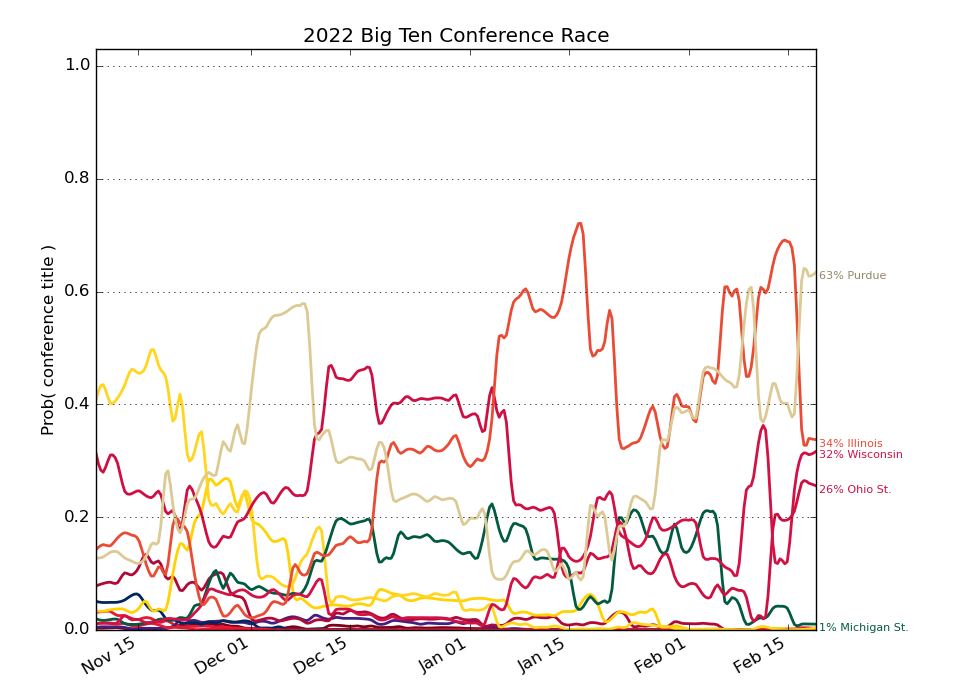 2022 Big Ten Conference Race
Prob( conference title )
1.0
0.8
0.6
0.4
0.2
0.0
Nov 15
Dec 01
Dec 15
Jan 01
Jan 15
Feb 01
Feb 15
63% Purdue
34% Illinois
32% Wisconsin
26% Ohio St.
1% Michigan St.